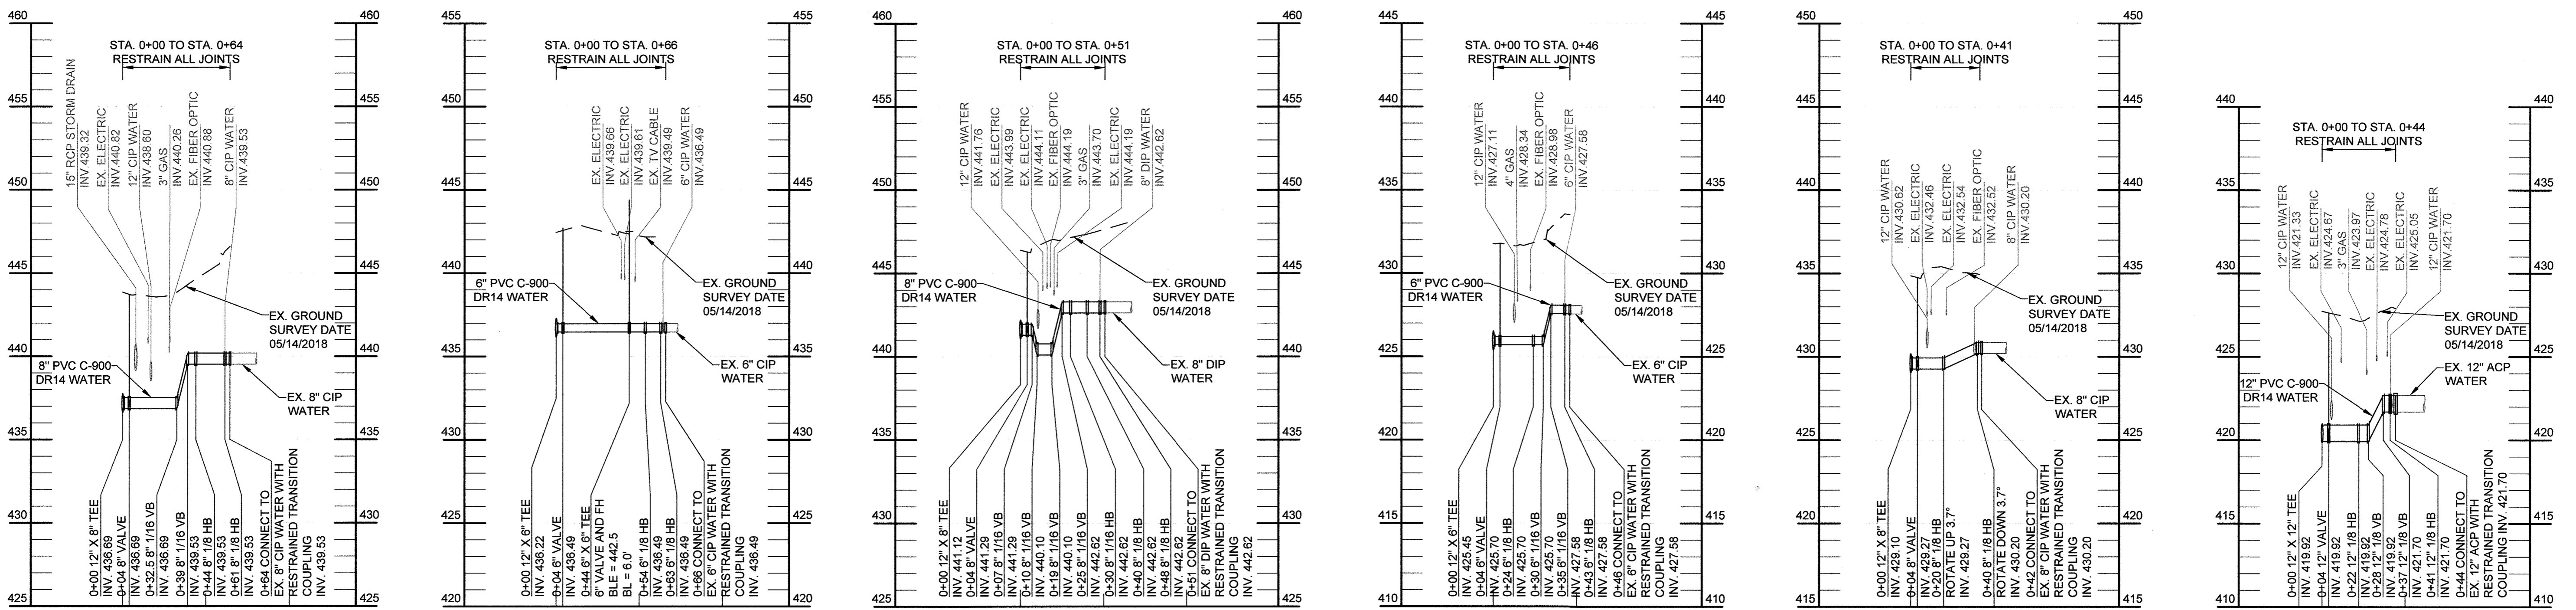 460
460
455
455
450
450
445
445
440
440
435
435
430
430
425
425
STA. 0+00 TO STA. 0+64
RESTRAIN ALL JOINTS
15" RCP STORM DRAIN
INV.439.32
EX. ELECTRIC
INV.440.82
12" CIP WATER
INV.438.60
3" GAS
INV.440.26
EX. FIBER OPTIC
INV.440.88
8" CIP WATER
INV.439.53
EX. GROUND
SURVEY DATE
05/14/2018
8" PVC C-900
DR14 WATER
EX. 8" CIP
WATER
0+00 12" X 8" TEE
INV. 436.69
0+04 8" VALVE
INV. 436.69
0+32.5 8" 1/16 VB
INV. 436.69
0+39 8" 1/16 VB
INV. 439.53
0+44 8" 1/8 HB
INV. 439.53
0+61 8" 1/8 HB
INV. 439.53
0+64 CONNECT TO
EX. 8" CIP WATER WITH
RESTRAINED TRANSITION
COUPLING
INV. 439.53
455
455
450
450
445
445
440
440
435
435
430
430
425
425
420
420
STA. 0+00 TO STA. 0+66
RESTRAIN ALL JOINTS
EX. ELECTRIC
INV.439.66
EX. ELECTRIC
INV.439.61
EX. TV CABLE
INV.439.49
6" CIP WATER
INV.436.49
6" PVC C-900
DR14 WATER
EX. GROUND
SURVEY DATE
05/14/2018
EX. 6" CIP
WATER
0+00 12" X 6" TEE
INV. 436.22
0+04 6" VALVE
INV. 436.49
0+44 6" X 6" TEE
6" VALVE AND FH
BLE = 442.5
BL = 6.0'
0+54 6" 1/8 HB
INV. 436.49
0+63 6" 1/8 HB
INV. 436.49
0+66 CONNECT TO
EX. 6" CIP WATER WITH
RESTRAINED TRANSITION
COUPLING
INV. 436.49
460
460
455
455
450
450
445
445
440
440
435
435
430
430
425
425
STA. 0+00 TO STA. 0+51
RESTRAIN ALL JOINTS
12" CIP WATER
INV.441.76
EX. ELECTRIC
INV.443.99
EX. ELECTRIC
INV.444.11
EX. FIBER OPTIC
INV.444.19
3" GAS
INV.443.70
EX. ELECTRIC
INV.444.19
8" DIP WATER
INV.442.62
8" PVC C-900
DR14 WATER
EX. GROUND
SURVEY DATE
05/14/2018
EX. 8" DIP
WATER
0+00 12" X 8" TEE
INV. 441.12
0+04 8" VALVE
INV. 441.29
0+07 8" 1/16 VB
INV. 441.29
0+10 8" 1/16 VB
INV. 440.10
0+19 8" 1/16 VB
INV. 440.10
0+25 8" 1/16 VB
INV. 442.62
0+30 8" 1/16 HB
INV. 442.62
0+40 8" 1/8 HB
INV. 442.62
0+48 8" 1/8 HB
INV. 442.62
0+51 CONNECT TO
EX. 8" DIP WATER WITH
RESTRAINED TRANSITION
COUPLING
INV. 442.62
445
445
440
440
435
435
430
430
425
425
420
420
415
415
410
410
STA. 0+00 TO STA. 0+46
RESTRAIN ALL JOINTS
12" CIP WATER
INV.427.11
4" GAS
INV.428.34
EX. FIBER OPTIC
INV.428.98
6" CIP WATER
INV.427.58
6" PVC C-900
DR14 WATER
EX. GROUND
SURVEY DATE
05/14/2018
EX. 6" CIP
WATER
0+00 12" X 6" TEE
INV. 425.45
0+04 6" VALVE
INV. 425.70
0+24 6" 1/8 HB
INV. 425.70
0+30 6" 1/16 VB
INV. 425.70
0+35 6" 1/16 VB
INV. 427.58
0+43 6" 1/8 HB
INV. 427.58
0+46 CONNECT TO
EX. 6" CIP WATER WITH
RESTRAINED TRANSITION
COUPLING
INV. 427.58
450
450
445
445
440
440
435
435
430
430
425
425
420
420
415
415
STA. 0+00 TO STA. 0+41
RESTRAIN ALL JOINTS
12" CIP WATER
INV.430.62
EX. ELECTRIC
INV.432.46
EX. ELECTRIC
INV.432.54
EX. FIBER OPTIC
INV.432.52
8" CIP WATER
INV.430.20
EX. GROUND
SURVEY DATE
05/14/2018
EX. 8" CIP
WATER
0+00 12" X 8" TEE
INV. 429.10
0+04 8" VALVE
INV. 429.27
0+20 8" 1/8 HB
ROTATE UP 3.7°
INV. 429.27
0+40 8" 1/8 HB
ROTATE DOWN 3.7°
INV. 430.20
0+42 CONNECT TO
EX. 8" CIP WATER WITH
RESTRAINED TRANSITION
COUPLING
INV. 430.20
440
440
435
435
430
430
425
425
420
420
415
415
410
410
STA. 0+00 TO STA. 0+44
RESTRAIN ALL JOINTS
12" CIP WATER
INV.421.33
EX. ELECTRIC
INV.424.67
3" GAS
INV.423.97
EX. ELECTRIC
INV.424.78
EX. ELECTRIC
INV.425.05
12" CIP WATER
INV.421.70
EX. GROUND
SURVEY DATE
05/14/2018
EX. 12" ACP
WATER
12" PVC C-900
DR14 WATER
0+00 12" X 12" TEE
INV. 419.92
0+04 12" VALVE
INV. 419.92
0+22 12" 1/8 HB
INV. 419.92
0+28 12" 1/8 VB
INV. 419.92
0+37 12" 1/8 VB
INV. 421.70
0+41 12" 1/8 HB
INV. 421.70
0+44 CONNECT TO
EX. 12" ACP WITH
RESTRAINED TRANSITION
COUPLING INV. 421.70